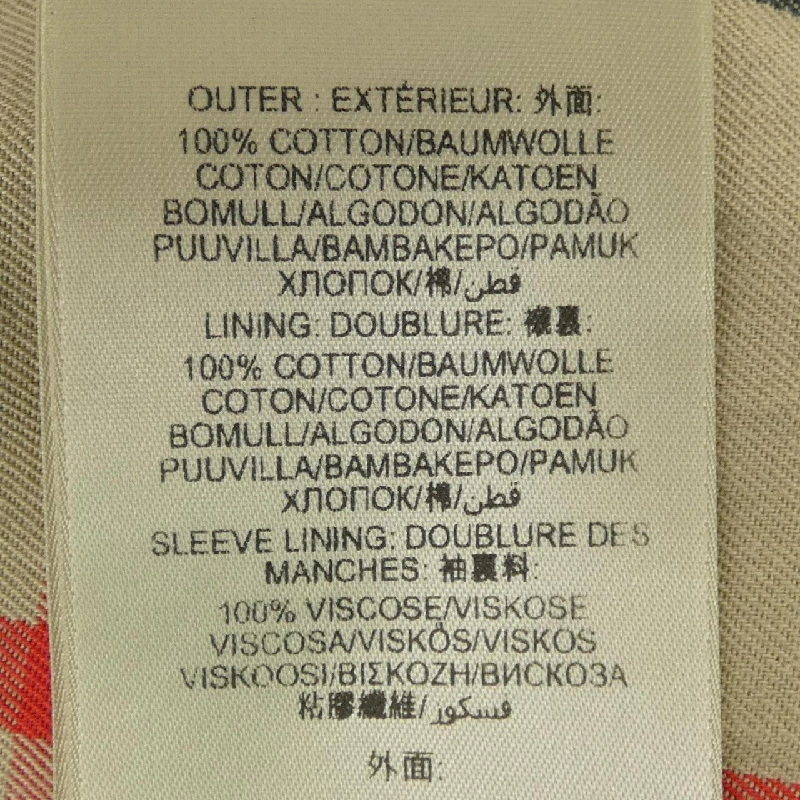 OUTER : EXTÉRIEUR: 外面:
100% COTTON/BAUMWOLLE
COTON/COTONE/KATOEN
BOMULL/ALGODON/ALGODÃO
PUUVILLA/BAMBAKEPO/PAMUK
ХЛОПОК/棉/قطن
LINING: DOUBLURE: 襯裏:
100% COTTON/BAUMWOLLE
COTON/COTONE/KATOEN
BOMULL/ALGODON/ALGODÃO
PUUVILLA/BAMBAKEPO/PAMUK
ХЛОПОК/棉/قطن
SLEEVE LINING: DOUBLURE DES
MANCHES: 袖裏料:
100% VISCOSE/VISKOSE
VISCOSA/VISKÖS/VISKOS
VISKOOSI/ΒΙΣΚΟΖΗ/ВИСКОЗА
粘膠纖維/فسكور
外面: